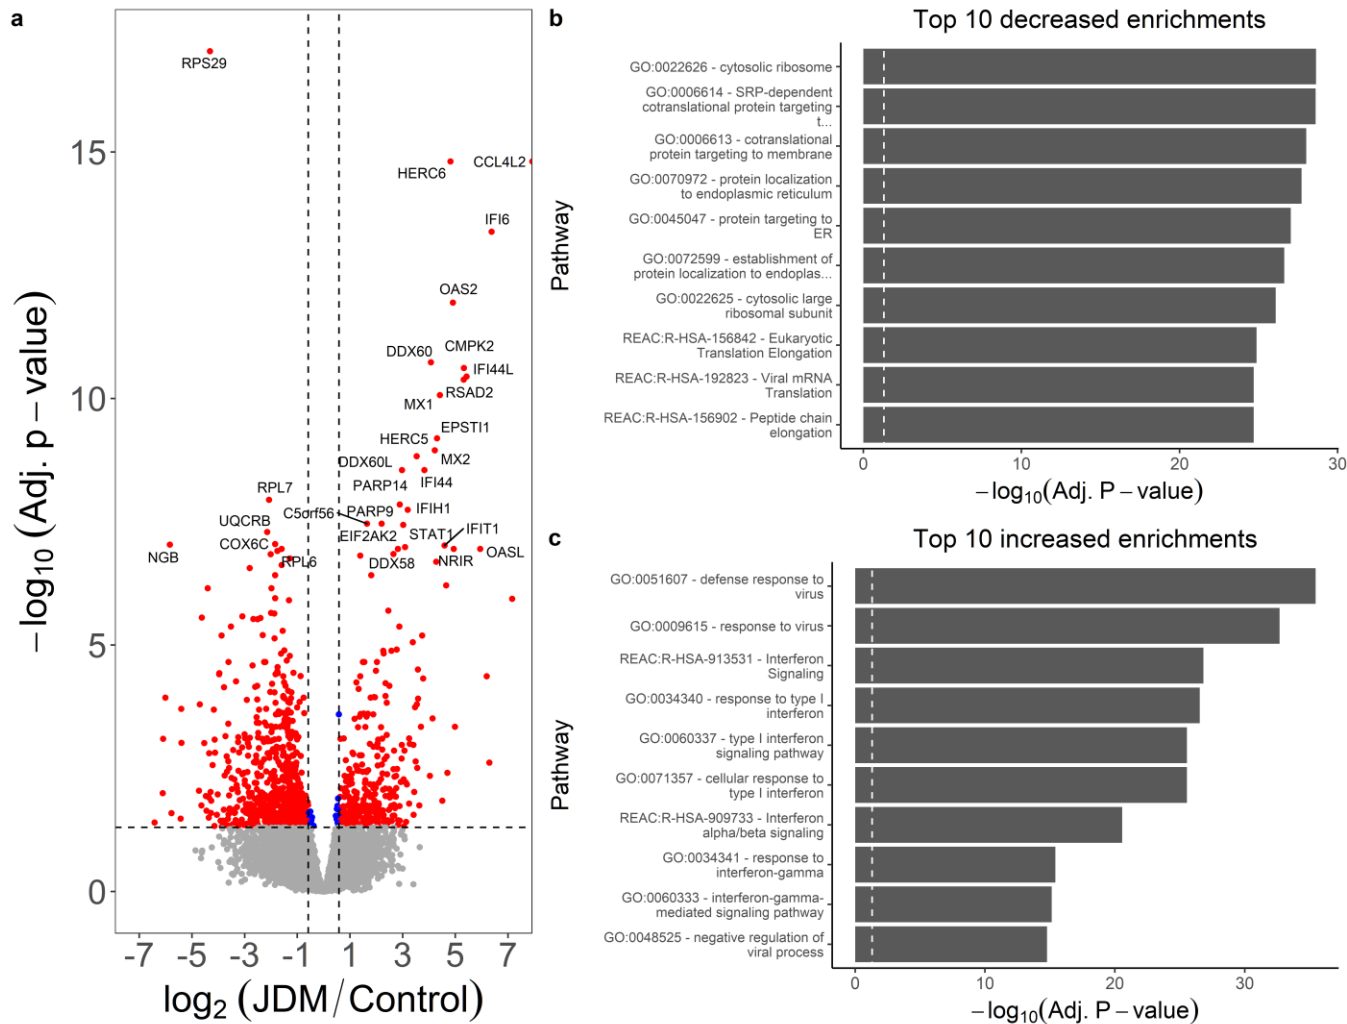 a
RPS29
HERC6
CCL4L2
IFI6
OAS2
DDX60
CMPK2
IFI44L
RSAD2
MX1
EPSTI1
HERC5
MX2
DDX60L
IFI44
PARP14
RPL7
C5orf56
PARP9
IFIH1
UQCRB
EIF2AK2
STAT1
IFIT1
COX6C
OASL
NGB
RPL6
DDX58
NRIR
15
10
5
0
−log10 (Adj. p−value)
-7 -5 -3 -1 1 3 5 7
log2 (JDM/Control)
b
Top 10 decreased enrichments
Pathway
GO:0022626 - cytosolic ribosome
GO:0006614 - SRP-dependent
cotranslational protein targeting
t...
GO:0006613 - cotranslational
protein targeting to membrane
GO:0070972 - protein localization
to endoplasmic reticulum
GO:0045047 - protein targeting to
ER
GO:0072599 - establishment of
protein localization to endoplas...
GO:0022625 - cytosolic large
ribosomal subunit
REAC:R-HSA-156842 - Eukaryotic
Translation Elongation
REAC:R-HSA-192823 - Viral mRNA
Translation
REAC:R-HSA-156902 - Peptide chain
elongation
0 10 20 30
−log10(Adj. P−value)
c
Top 10 increased enrichments
Pathway
GO:0051607 - defense response to
virus
GO:0009615 - response to virus
REAC:R-HSA-913531 - Interferon
Signaling
GO:0034340 - response to type I
interferon
GO:0060337 - type I interferon
signaling pathway
GO:0071357 - cellular response to
type I interferon
REAC:R-HSA-909733 - Interferon
alpha/beta signaling
GO:0034341 - response to
interferon-gamma
GO:0060333 - interferon-gamma-
mediated signaling pathway
GO:0048525 - negative regulation of
viral process
0 10 20 30
−log10(Adj. P−value)